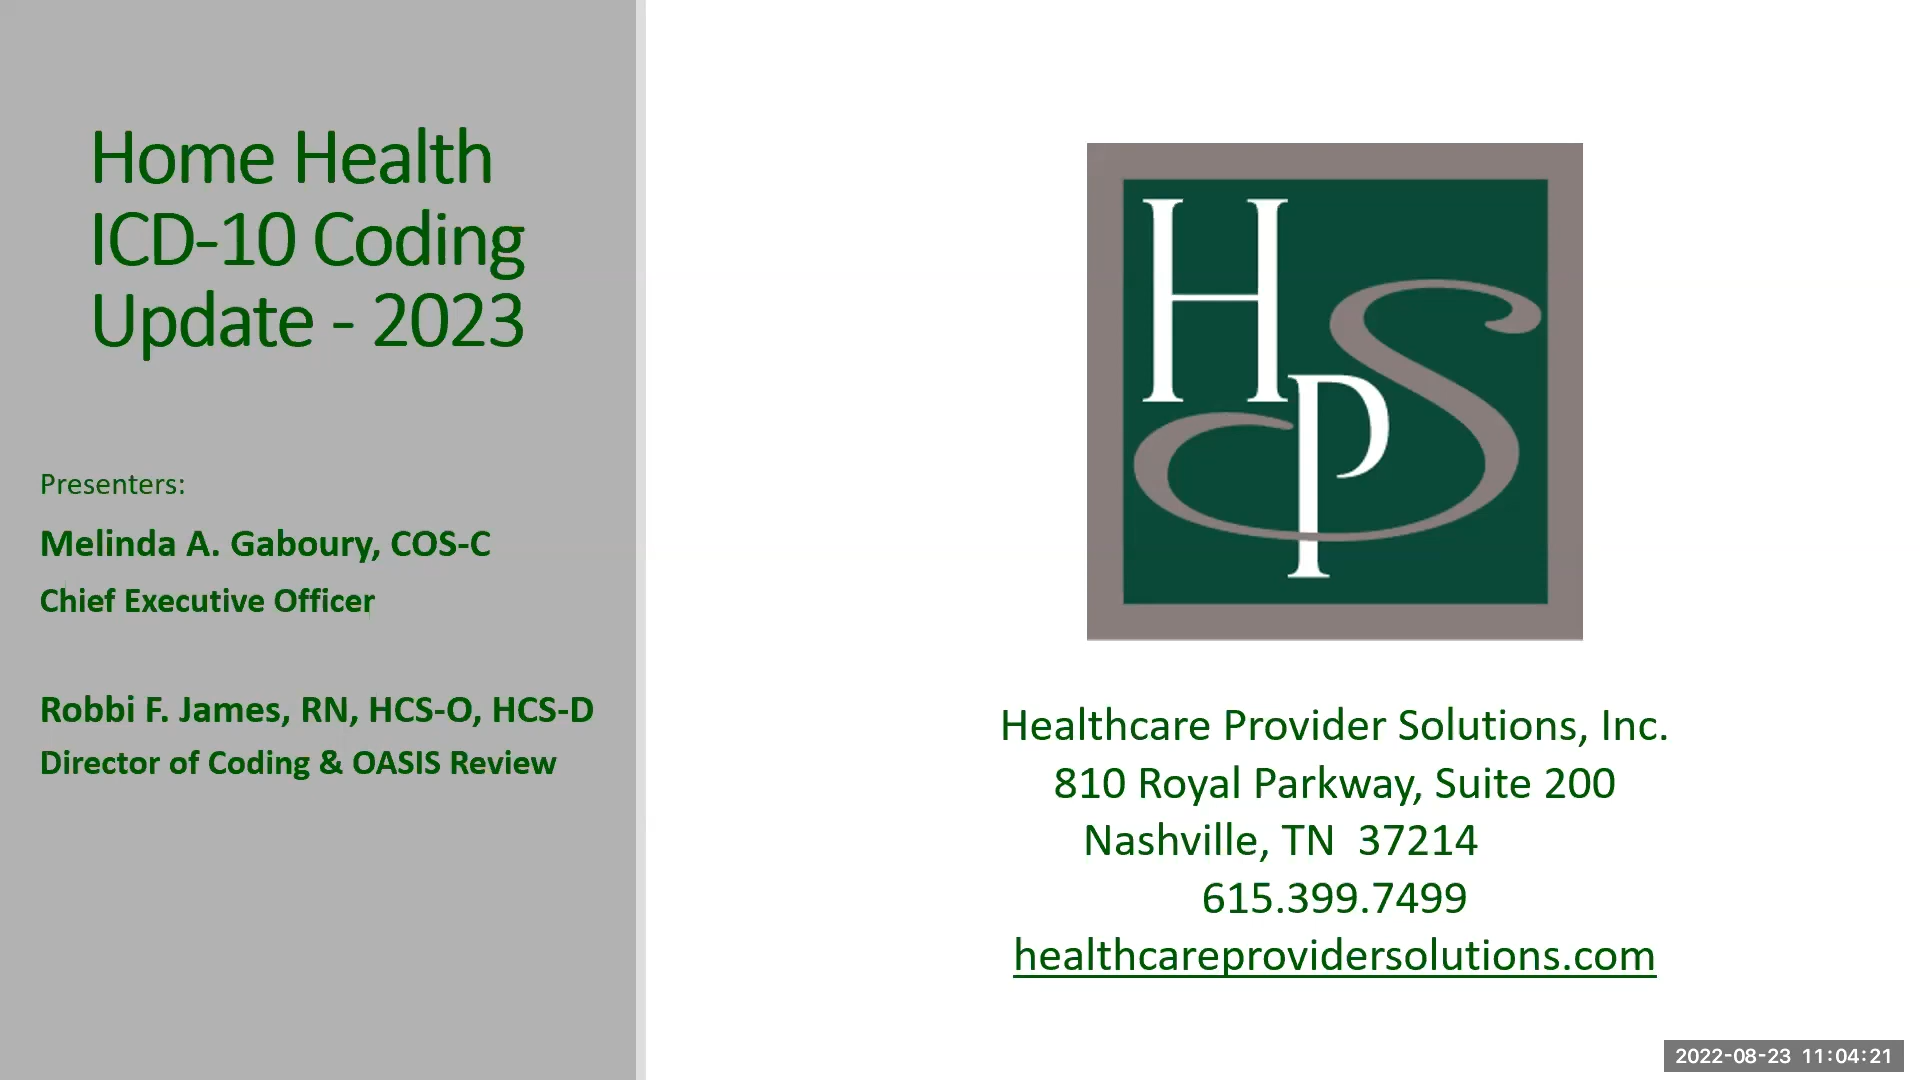 Home Health
ICD-10 Coding
Update - 2023
Presenters:
Melinda A. Gaboury, COS-C
Chief Executive Officer
Robbi F. James, RN, HCS-O, HCS-D
Director of Coding & OASIS Review
HPS
Healthcare Provider Solutions, Inc.
810 Royal Parkway, Suite 200
Nashville, TN  37214
615.399.7499
healthcareprovidersolutions.com
2022-08-23 11:04:21